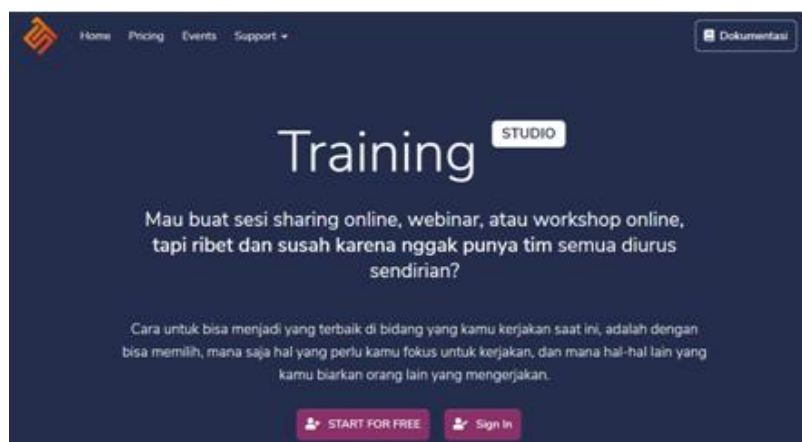 Home Pricing Events Support Dokumentasi
Training STUDIO
Mau buat sesi sharing online, webinar, atau workshop online,
tapi ribet dan susah karena nggak punya tim semua diurus
sendirian?
Cara untuk bisa menjadi yang terbaik di bidang yang kamu kerjakan saat ini, adalah dengan
bisa memilih, mana saja hal yang perlu kamu fokus untuk kerjakan, dan mana hal-hal lain yang
kamu biarkan orang lain yang mengerjakan.
START FOR FREE Sign In